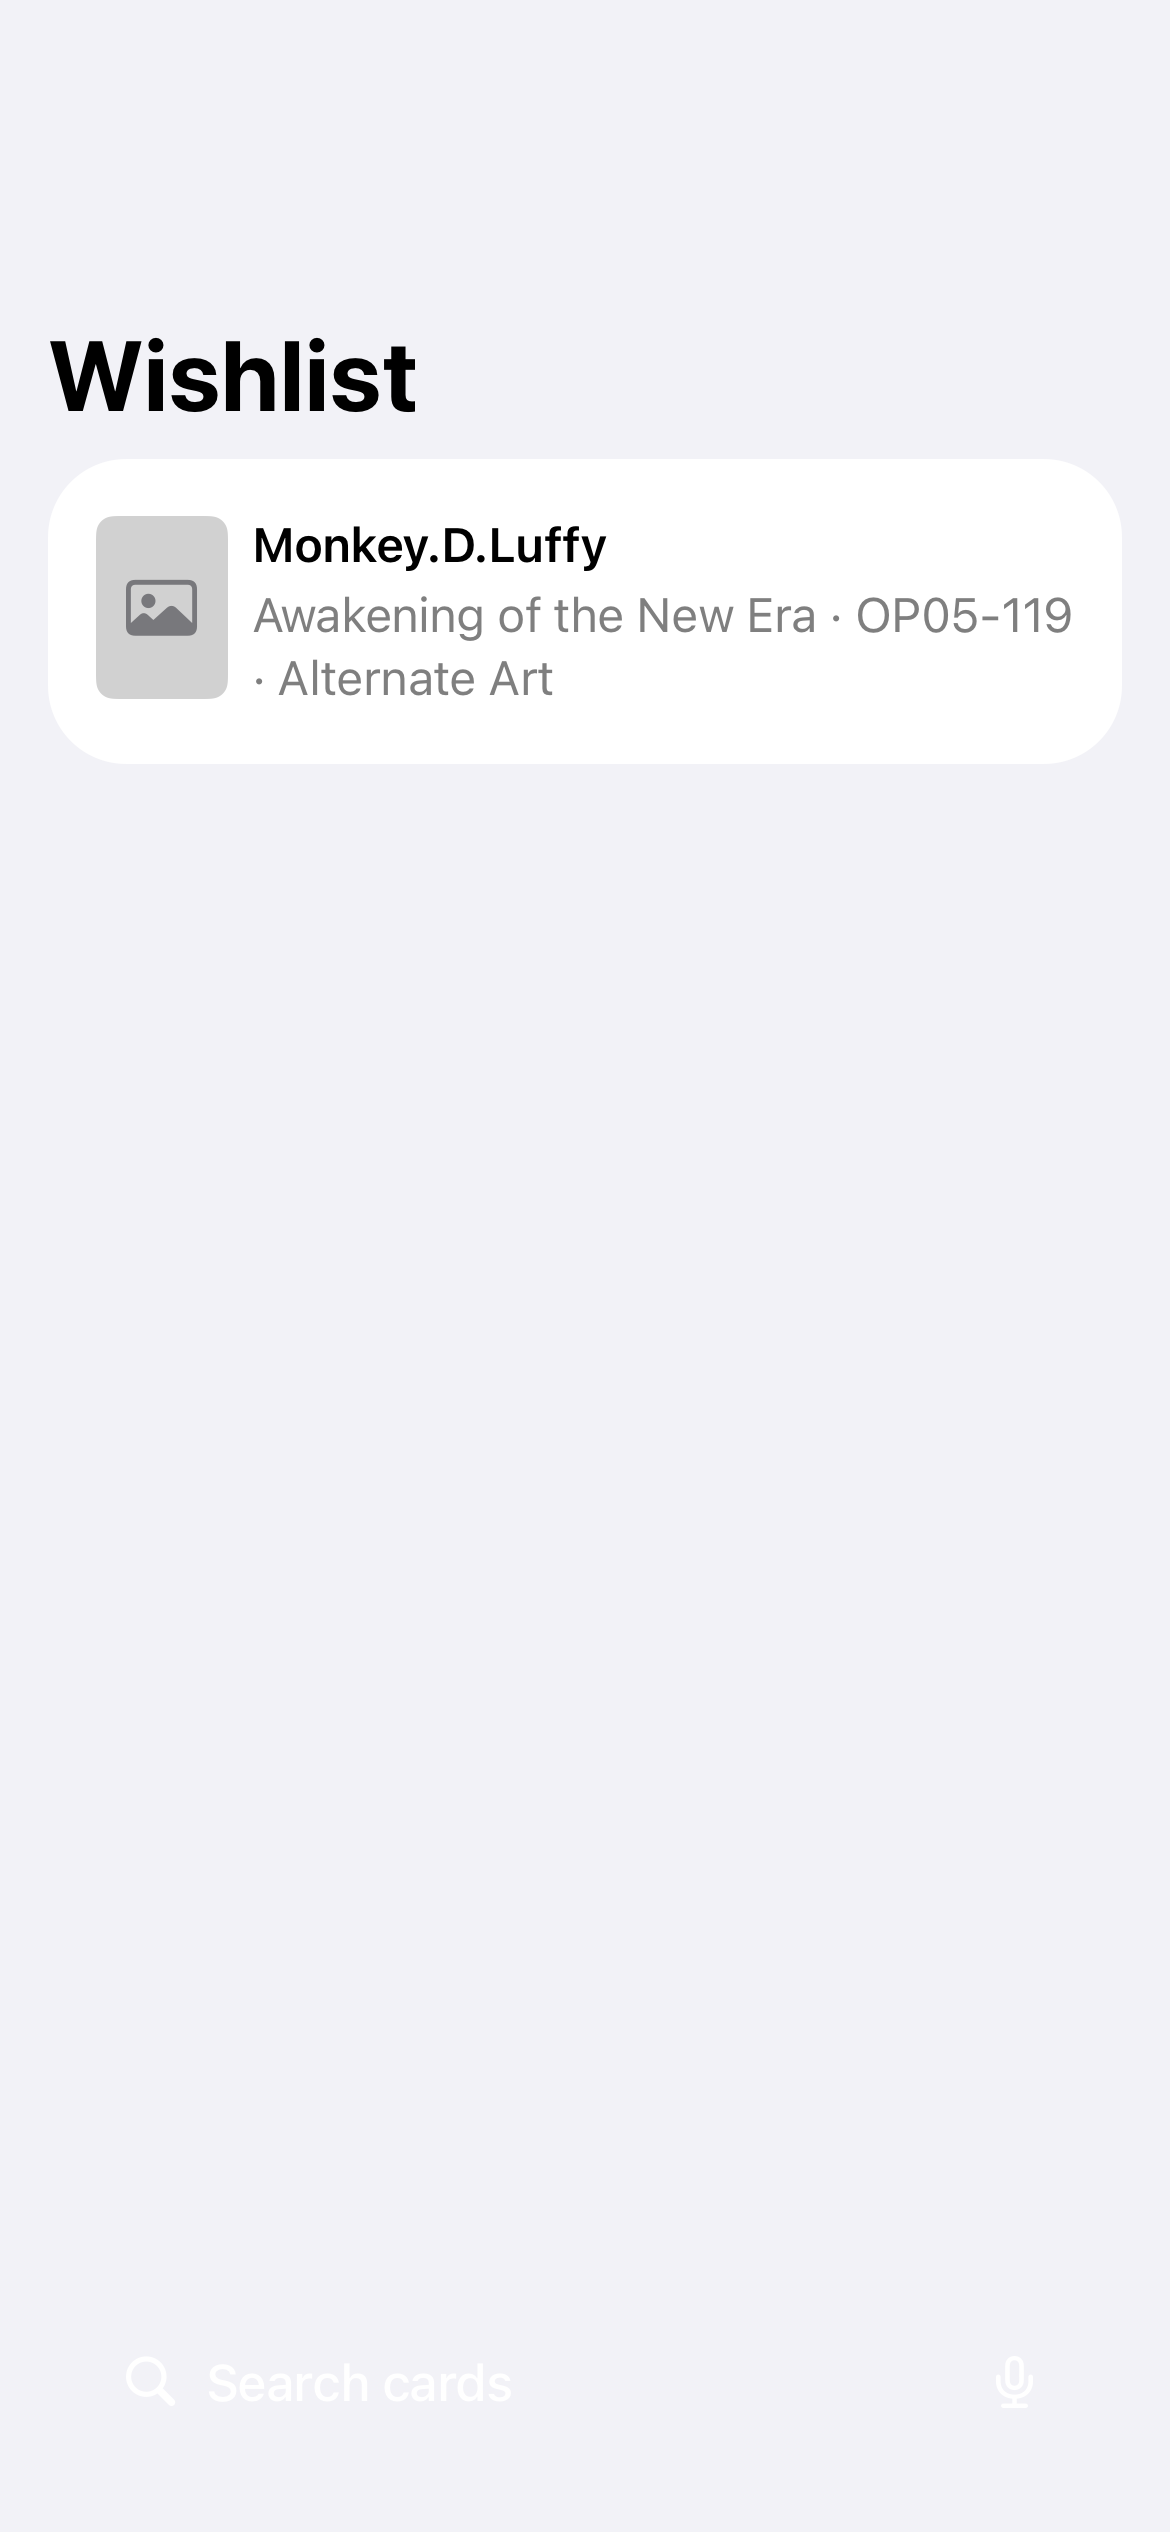 Wishlist
Monkey.D.Luffy
Awakening of the New Era · OP05-119
· Alternate Art
Search cards